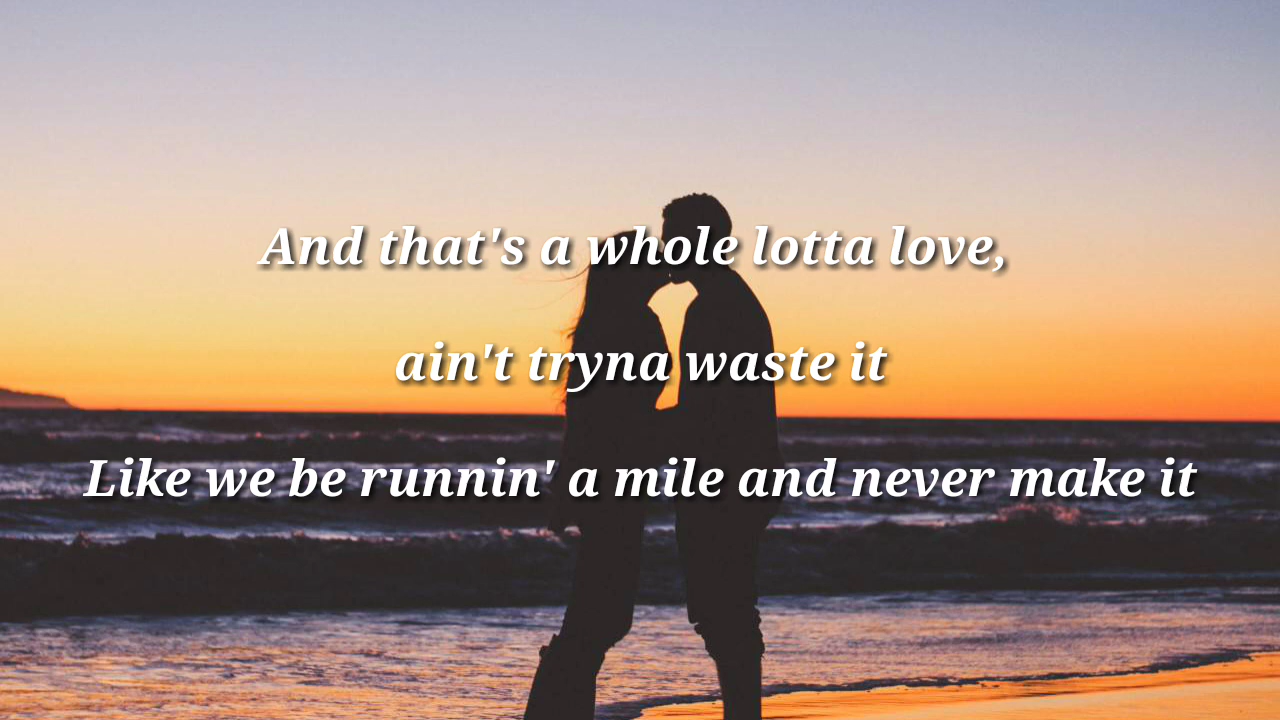 And that's a whole lotta love,
ain't tryna waste it
Like we be runnin' a mile and never make it